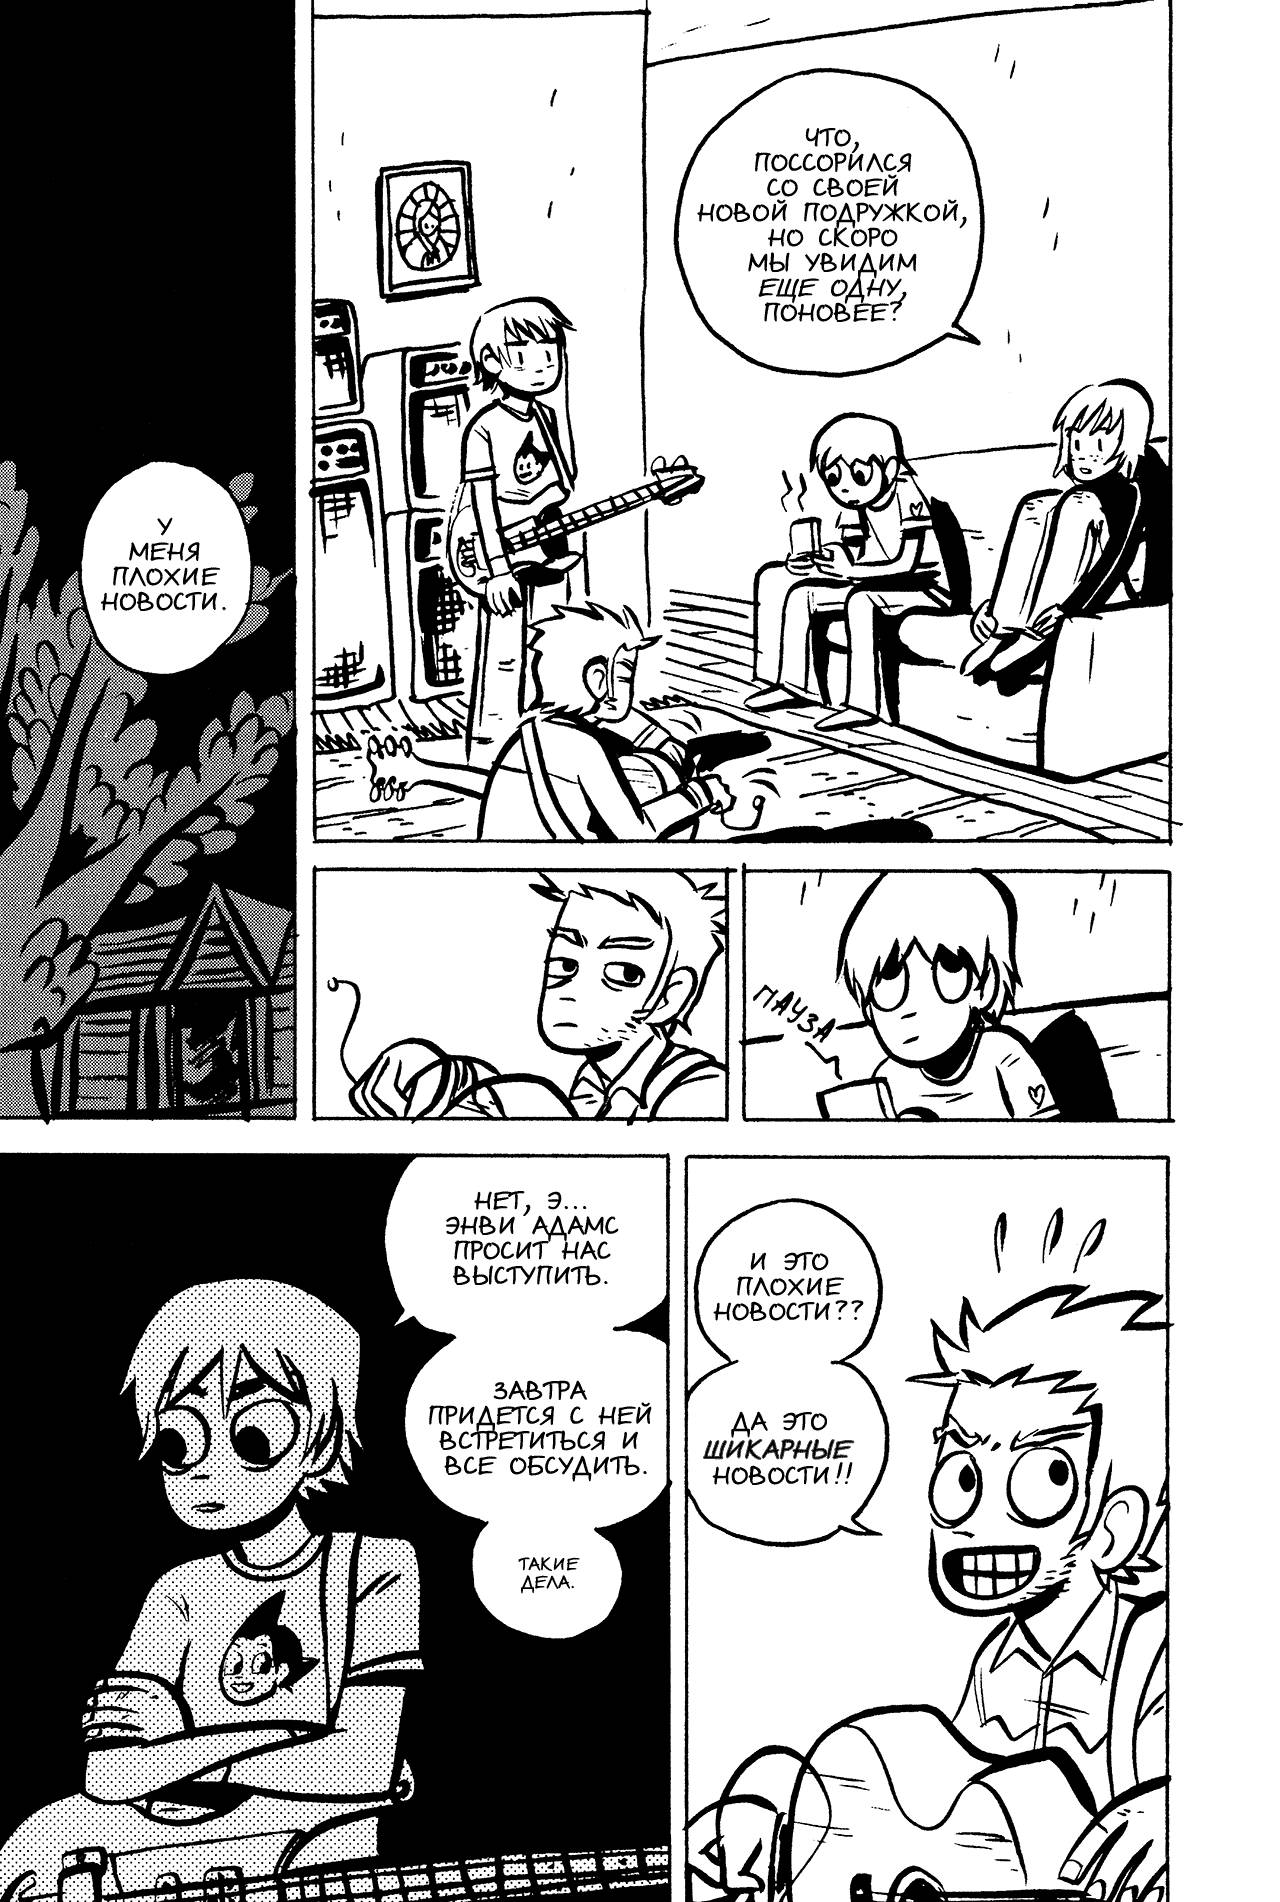 У
МЕНЯ
ПЛОХИЕ
НОВОСТИ.
ЧТО,
ПОССОРИЛСЯ
СО СВОЕЙ
НОВОЙ ПОДРУЖКОЙ,
НО СКОРО
МЫ УВИДИМ
ЕЩЕ ОДНУ,
ПОНОВЕЕ?
ПАУЗА
НЕТ, Э...
ЭНВИ АДАМС
ПРОСИТ НАС
ВЫСТУПИТЬ.
ЗАВТРА
ПРИДЕТСЯ С НЕЙ
ВСТРЕТИТЬСЯ И
ВСЕ ОБСУДИТЬ.
ТАКИЕ
ДЕЛА.
И ЭТО
ПЛОХИЕ
НОВОСТИ??
ДА ЭТО
ШИКАРНЫЕ
НОВОСТИ!!